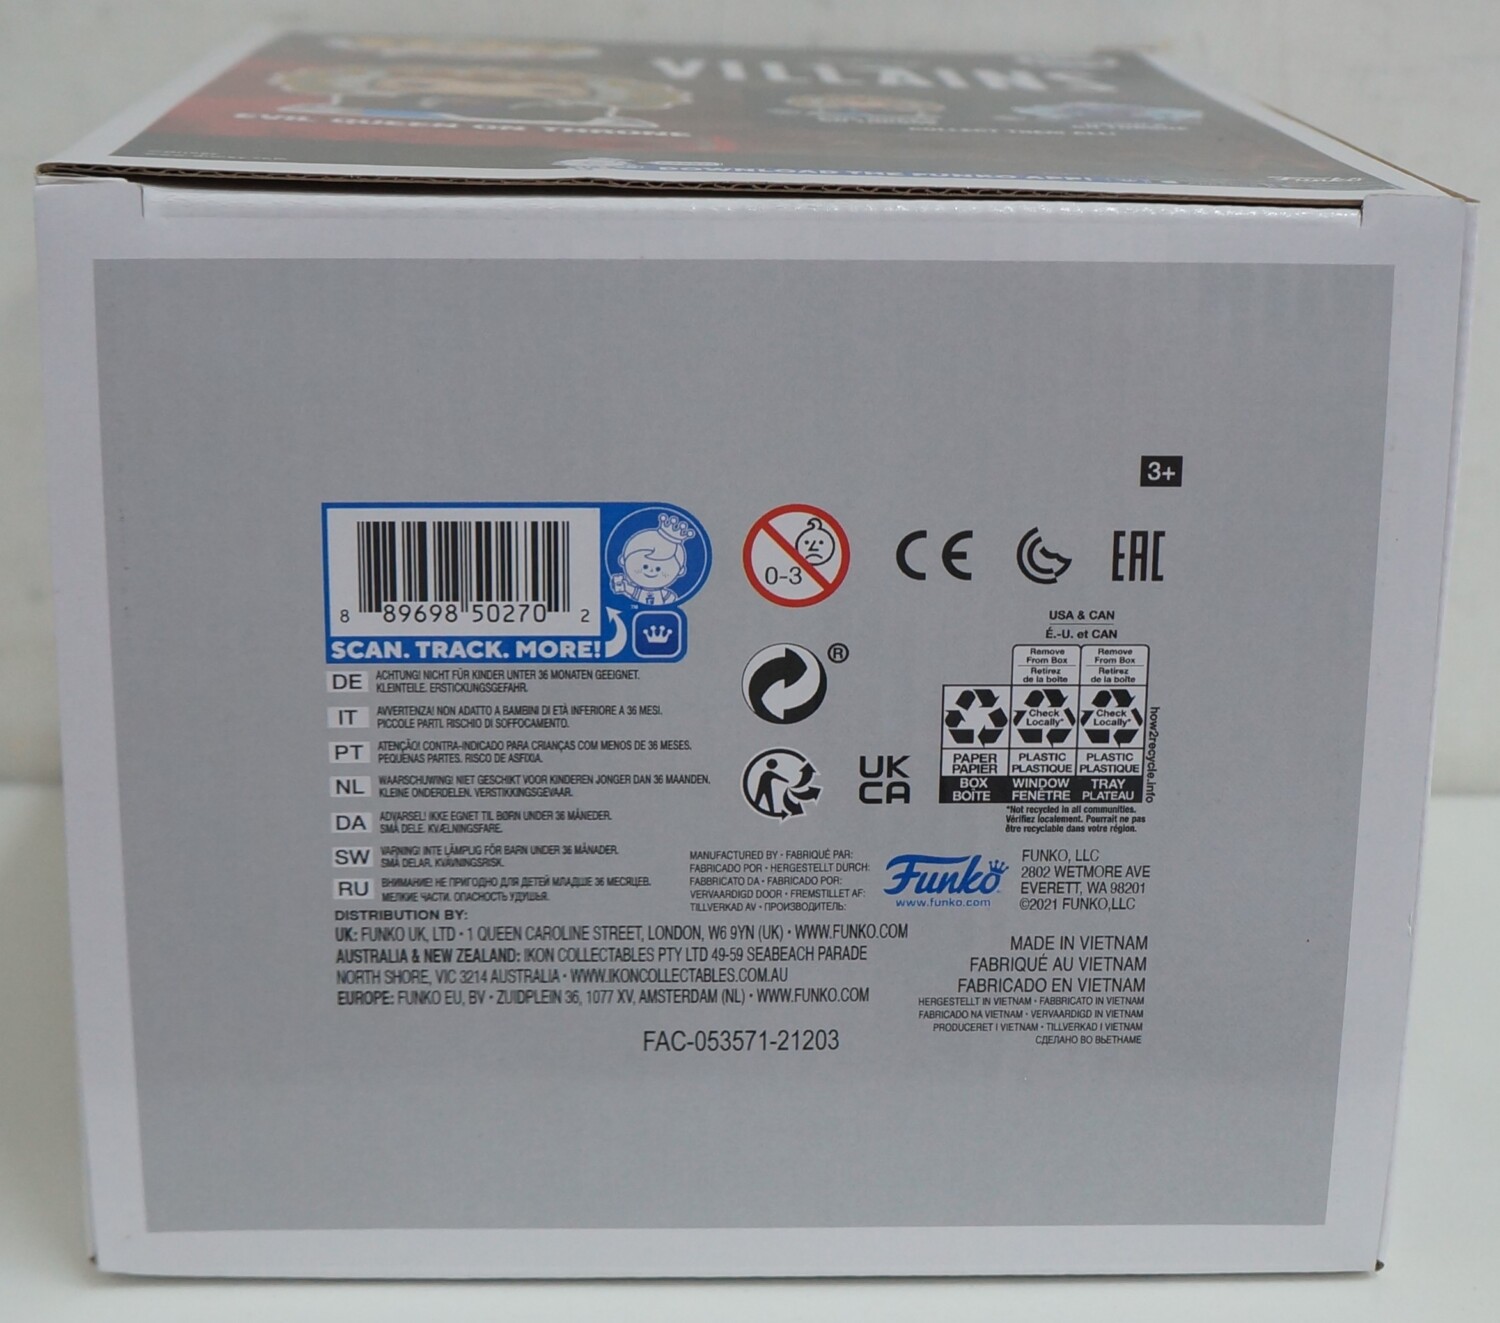 VILLAINS
EVIL QUEEN ON THRONE
COLLECT THEM ALL!
DOWNLOAD THE FUNKO APP!
Funko
3+
8 89698 50270 2
™
SCAN. TRACK. MORE!
0-3
CE
EAC
USA & CAN
É.-U. et CAN
Remove From Box
Retirez de la boîte
Remove From Box
Retirez de la boîte
Check Locally*
Check Locally*
PAPER PAPIER
PLASTIC PLASTIQUE
PLASTIC PLASTIQUE
BOX BOÎTE
WINDOW FENÊTRE
TRAY PLATEAU
how2recycle.info
*Not recycled in all communities.
Vérifiez localement. Pourrait ne pas
être recyclable dans votre région.
®
UK
CA
DE ACHTUNG! NICHT FÜR KINDER UNTER 36 MONATEN GEEIGNET.
KLEINTEILE. ERSTICKUNGSGEFAHR.
IT AVVERTENZA! NON ADATTO A BAMBINI DI ETÀ INFERIORE A 36 MESI.
PICCOLE PARTI. RISCHIO DI SOFFOCAMENTO.
PT ATENÇÃO! CONTRA-INDICADO PARA CRIANÇAS COM MENOS DE 36 MESES.
PEQUENAS PARTES. RISCO DE ASFIXIA.
NL WAARSCHUWING! NIET GESCHIKT VOOR KINDEREN JONGER DAN 36 MAANDEN.
KLEINE ONDERDELEN. VERSTIKKINGSGEVAAR.
DA ADVARSEL! IKKE EGNET TIL BØRN UNDER 36 MÅNEDER.
SMÅ DELE. KVÆLNINGSFARE.
SW VARNING! INTE LÄMPLIG FÖR BARN UNDER 36 MÅNADER.
SMÅ DELAR. KVÄVNINGSRISK.
RU ВНИМАНИЕ! НЕ ПРИГОДНО ДЛЯ ДЕТЕЙ МЛАДШЕ 36 МЕСЯЦЕВ.
МЕЛКИЕ ЧАСТИ. ОПАСНОСТЬ УДУШЬЯ.
MANUFACTURED BY • FABRIQUÉ PAR:
FABRICADO POR • HERGESTELLT DURCH:
FABBRICATO DA • FABRICADO POR:
VERVAARDIGD DOOR • FREMSTILLET AF:
TILLVERKAD AV • ПРОИЗВОДИТЕЛЬ:
Funko
www.funko.com
FUNKO, LLC
2802 WETMORE AVE
EVERETT, WA 98201
©2021 FUNKO,LLC
DISTRIBUTION BY:
UK: FUNKO UK, LTD • 1 QUEEN CAROLINE STREET, LONDON, W6 9YN (UK) • WWW.FUNKO.COM
AUSTRALIA & NEW ZEALAND: IKON COLLECTABLES PTY LTD 49-59 SEABEACH PARADE
NORTH SHORE, VIC 3214 AUSTRALIA • WWW.IKONCOLLECTABLES.COM.AU
EUROPE: FUNKO EU, BV • ZUIDPLEIN 36, 1077 XV, AMSTERDAM (NL) • WWW.FUNKO.COM
MADE IN VIETNAM
FABRIQUÉ AU VIETNAM
FABRICADO EN VIETNAM
HERGESTELLT IN VIETNAM • FABBRICATO IN VIETNAM
FABRICADO NA VIETNAM • VERVAARDIGD IN VIETNAM
PRODUCERET I VIETNAM • TILLVERKAD I VIETNAM
СДЕЛАНО ВО ВЬЕТНАМЕ
FAC-053571-21203